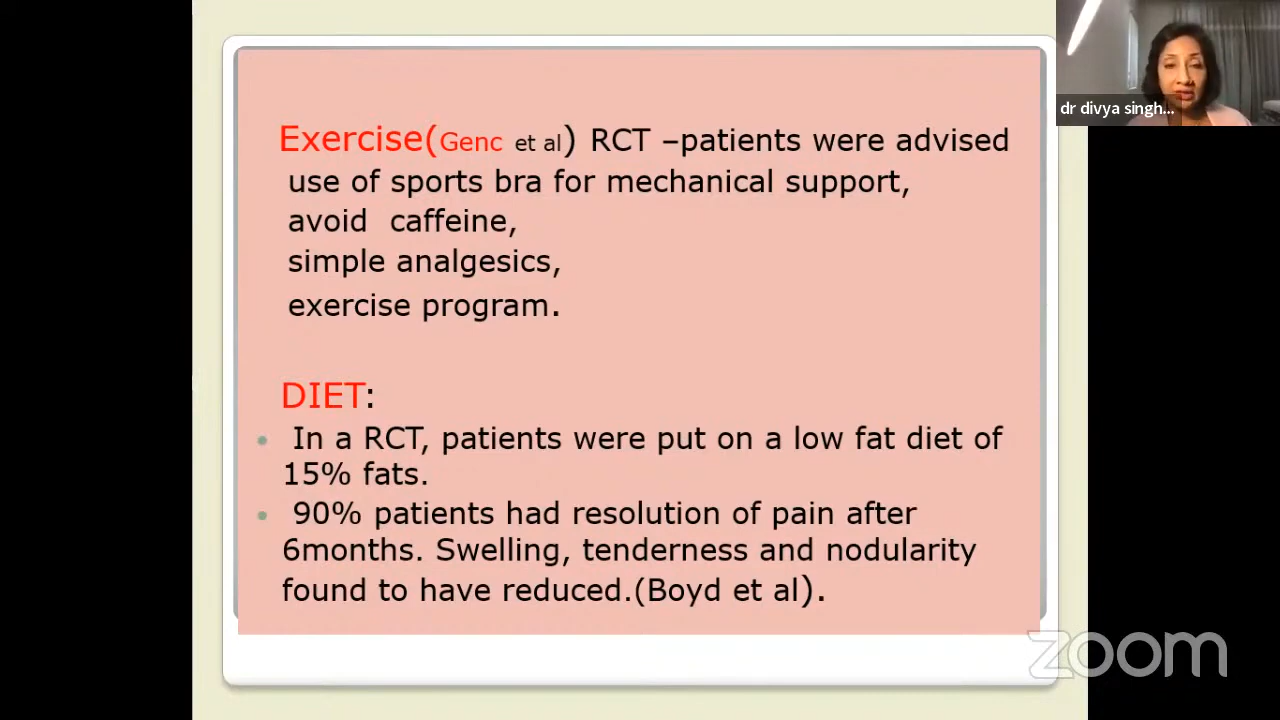 dr divya singh...
Exercise(Genc et al) RCT –patients were advised
use of sports bra for mechanical support,
avoid caffeine,
simple analgesics,
exercise program.
DIET:
• In a RCT, patients were put on a low fat diet of
15% fats.
• 90% patients had resolution of pain after
6months. Swelling, tenderness and nodularity
found to have reduced.(Boyd et al).
zoom